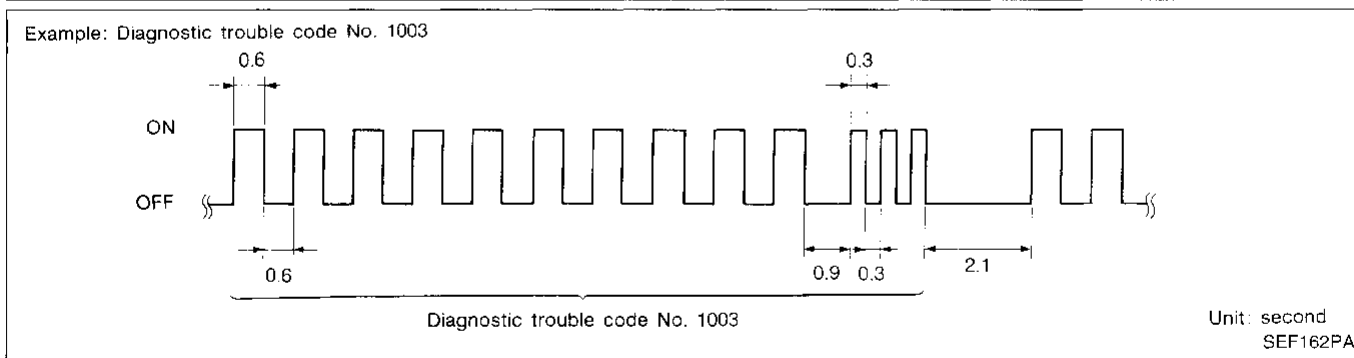 Example: Diagnostic trouble code No. 1003
0.6
0.3
ON
OFF
0.6
0.9
0.3
2.1
Diagnostic trouble code No. 1003
Unit: second
SEF162PA